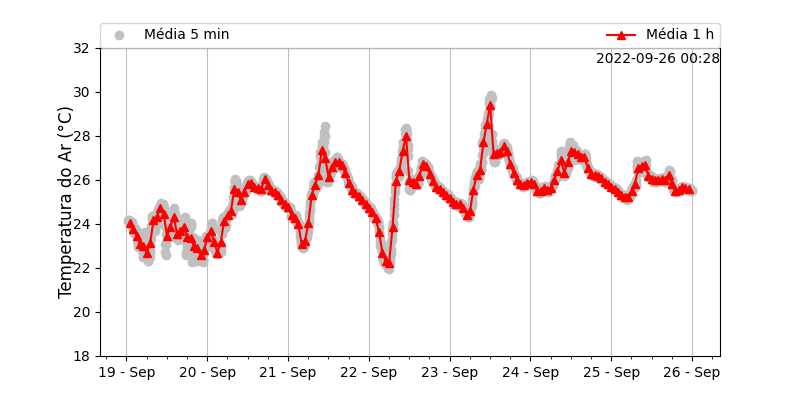 Média 5 min
Média 1 h
2022-09-26 00:28
Temperatura do Ar (°C)
32
30
28
26
24
22
20
18
19 - Sep
20 - Sep
21 - Sep
22 - Sep
23 - Sep
24 - Sep
25 - Sep
26 - Sep